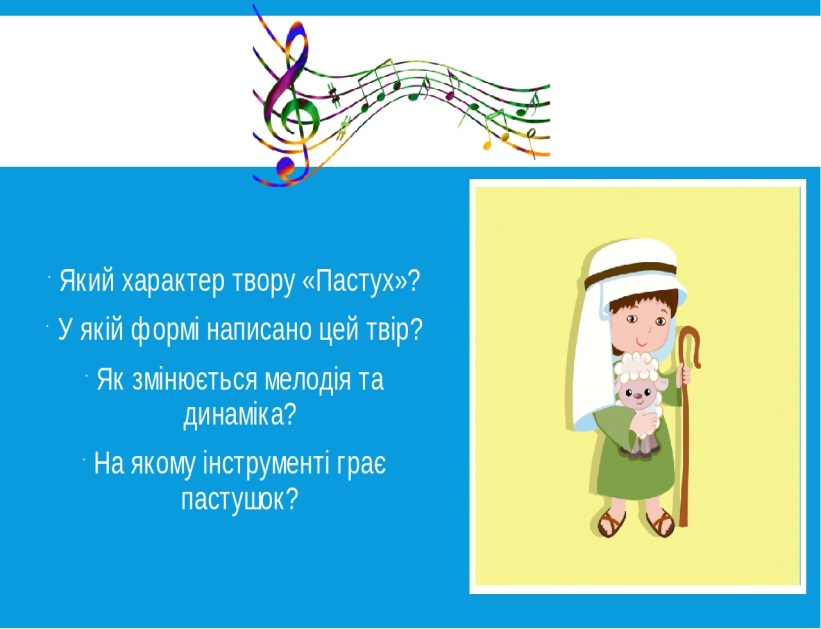 · Який характер твору «Пастух»?
· У якій формі написано цей твір?
· Як змінюється мелодія та
динаміка?
· На якому інструменті грає
пастушок?